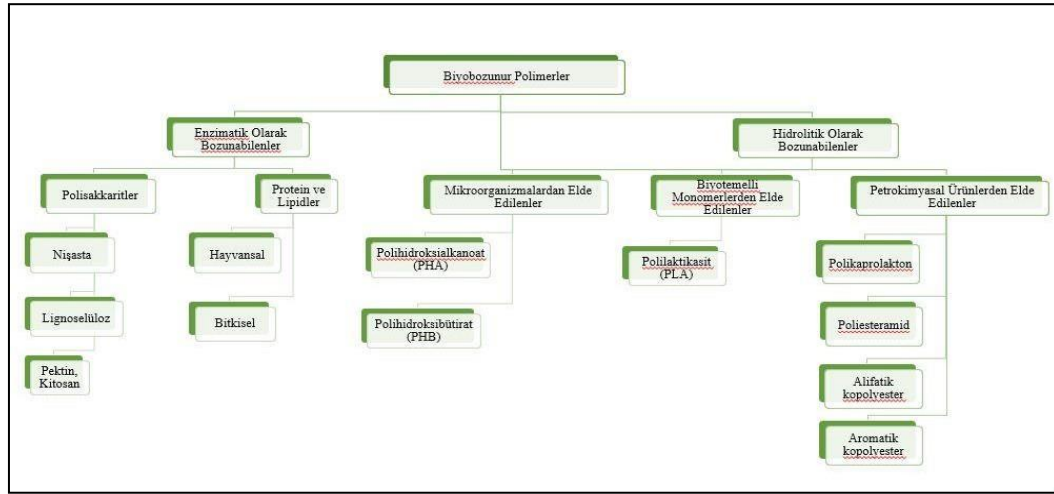 Biyobozunur Polimerler
Enzimatik Olarak
Bozunabilenler
Hidrolitik Olarak
Bozunabilenler
Polisakkaritler
Protein ve
Lipidler
Mikroorganizmalardan Elde
Edilenler
Biyotemelli
Monomerlerden Elde
Edilenler
Petrokimyasal Ürünlerden Elde
Edilenler
Nişasta
Hayvansal
Polihidroksialkanoat
(PHA)
Polilaktikasit
(PLA)
Polikaprolakton
Lignoselüloz
Bitkisel
Polihidroksibütirat
(PHB)
Poliesteramid
Pektin,
Kitosan
Alifatik
kopolyester
Aromatik
kopolyester